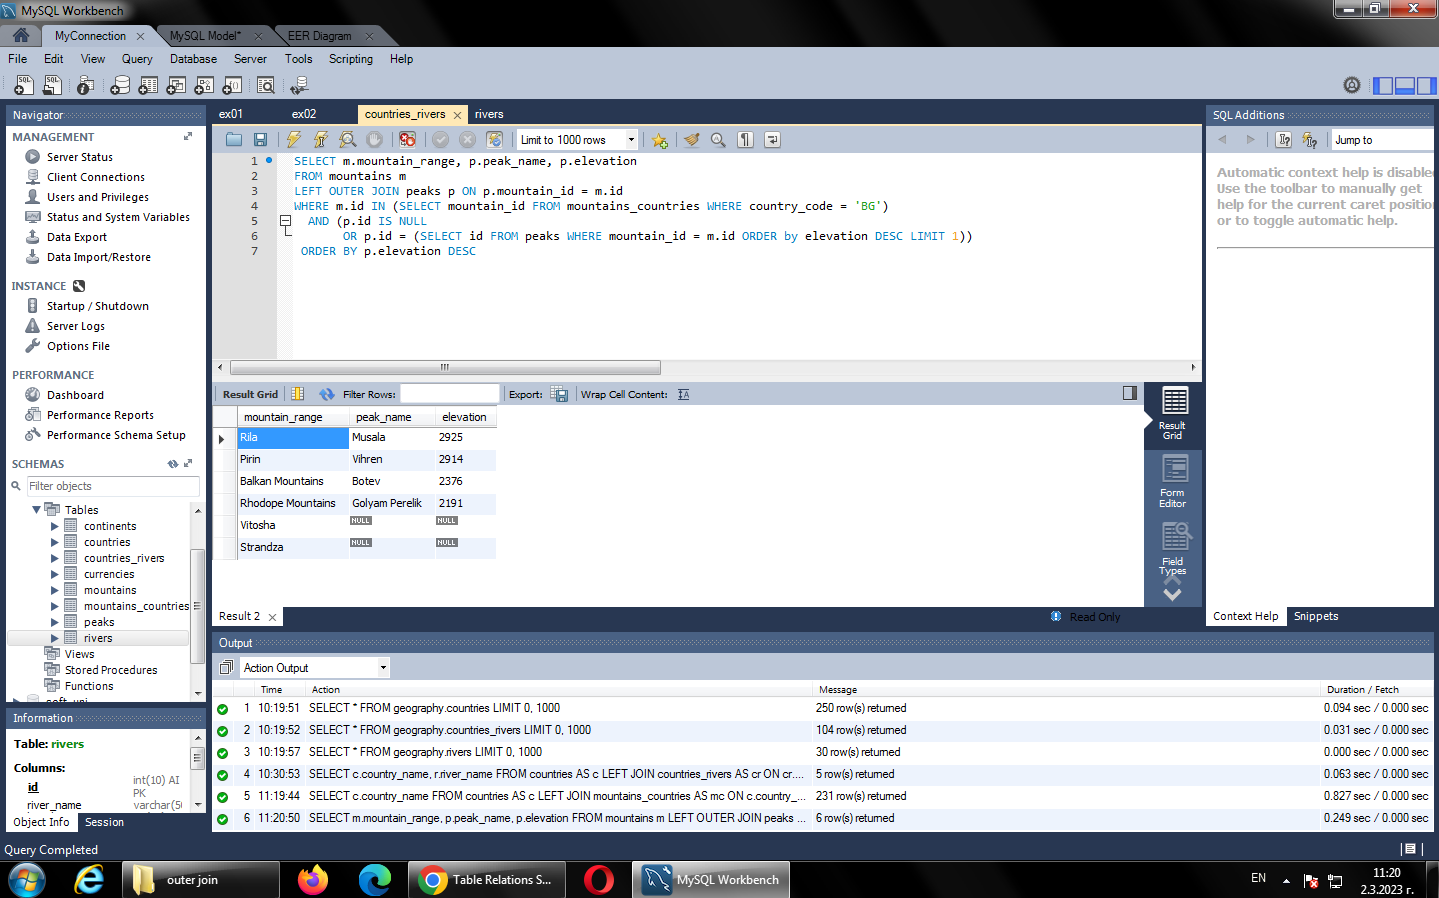 MySQL Workbench
MyConnection
MySQL Model*
EER Diagram
File Edit View Query Database Server Tools Scripting Help
Navigator
MANAGEMENT
Server Status
Client Connections
Users and Privileges
Status and System Variables
Data Export
Data Import/Restore
INSTANCE
Startup / Shutdown
Server Logs
Options File
PERFORMANCE
Dashboard
Performance Reports
Performance Schema Setup
SCHEMAS
Filter objects
Tables
continents
countries
countries_rivers
currencies
mountains
mountains_countries
peaks
rivers
Views
Stored Procedures
Functions
soft_uni
Information
Table: rivers
Columns:
id int(10) AI PK
river_name varchar(50
Object Info Session
ex01 ex02 countries_rivers rivers
Limit to 1000 rows
1 SELECT m.mountain_range, p.peak_name, p.elevation
2 FROM mountains m
3 LEFT OUTER JOIN peaks p ON p.mountain_id = m.id
4 WHERE m.id IN (SELECT mountain_id FROM mountains_countries WHERE country_code = 'BG')
5 AND (p.id IS NULL
6 OR p.id = (SELECT id FROM peaks WHERE mountain_id = m.id ORDER by elevation DESC LIMIT 1))
7 ORDER BY p.elevation DESC
Result Grid Filter Rows: Export: Wrap Cell Content:
mountain_range peak_name elevation
Rila Musala 2925
Pirin Vihren 2914
Balkan Mountains Botev 2376
Rhodope Mountains Golyam Perelik 2191
Vitosha NULL NULL
Strandza NULL NULL
Result Grid
Form Editor
Field Types
Result 2
Read Only
SQL Additions
Jump to
Automatic context help is disabled
Use the toolbar to manually get
help for the current caret position
or to toggle automatic help.
Context Help Snippets
Output
Action Output
Time Action Message Duration / Fetch
1 10:19:51 SELECT * FROM geography.countries LIMIT 0, 1000 250 row(s) returned 0.094 sec / 0.000 sec
2 10:19:52 SELECT * FROM geography.countries_rivers LIMIT 0, 1000 104 row(s) returned 0.031 sec / 0.000 sec
3 10:19:57 SELECT * FROM geography.rivers LIMIT 0, 1000 30 row(s) returned 0.000 sec / 0.000 sec
4 10:30:53 SELECT c.country_name, r.river_name FROM countries AS c LEFT JOIN countries_rivers AS cr ON cr.... 5 row(s) returned 0.063 sec / 0.000 sec
5 11:19:44 SELECT c.country_name FROM countries AS c LEFT JOIN mountains_countries AS mc ON c.country_... 231 row(s) returned 0.827 sec / 0.000 sec
6 11:20:50 SELECT m.mountain_range, p.peak_name, p.elevation FROM mountains m LEFT OUTER JOIN peaks ... 6 row(s) returned 0.249 sec / 0.000 sec
Query Completed
outer join
Table Relations S...
MySQL Workbench
EN
11:20
2.3.2023 г.